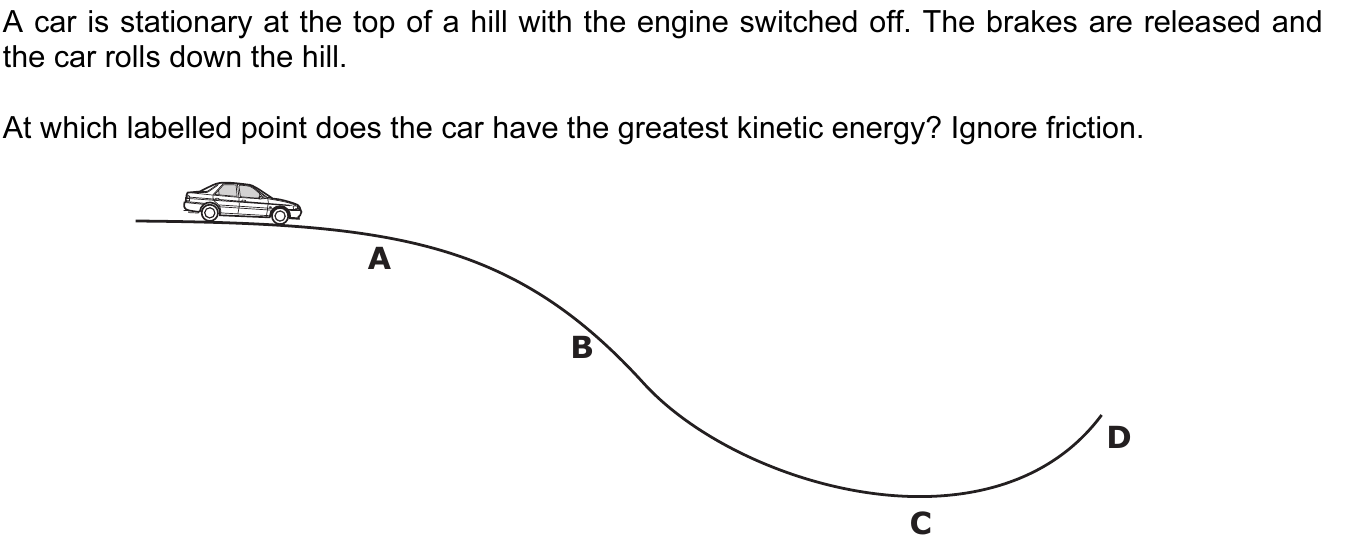 A car is stationary at the top of a hill with the engine switched off. The brakes are released and
the car rolls down the hill.
At which labelled point does the car have the greatest kinetic energy? Ignore friction.
A
B
D
C